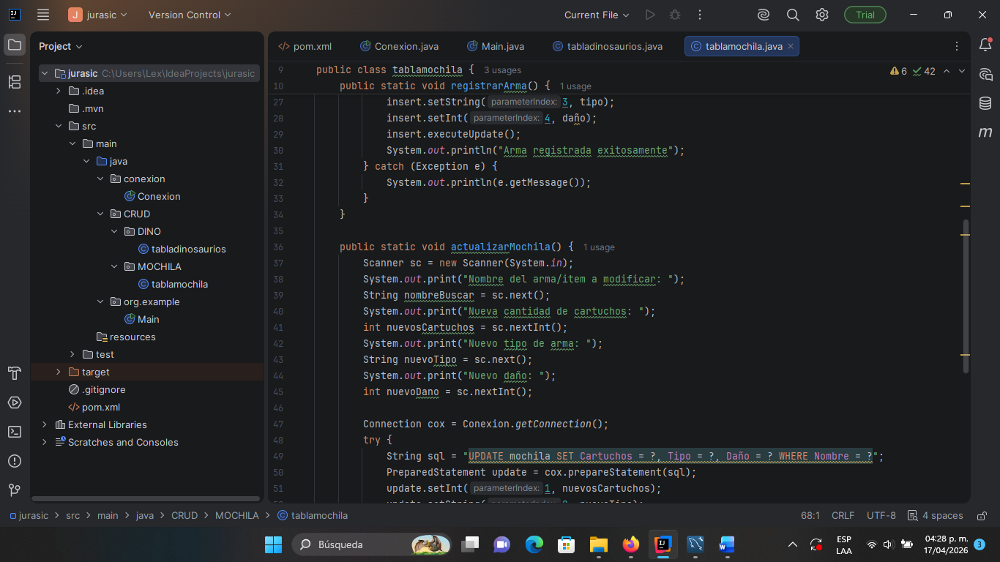 J jurasic Version Control Current File Trial
Project
pom.xml Conexion.java Main.java tabladinosaurios.java tablamochila.java
jurasic C:\Users\Lex\IdeaProjects\jurasic
.idea
.mvn
src
main
java
conexion
Conexion
CRUD
DINO
tabladinosaurios
MOCHILA
tablamochila
org.example
Main
resources
test
target
.gitignore
pom.xml
External Libraries
Scratches and Consoles
6 42
9 public class tablamochila { 3 usages
10 public static void registrarArma() { 1 usage
27 insert.setString( parameterIndex: 3, tipo);
28 insert.setInt( parameterIndex: 4, daño);
29 insert.executeUpdate();
30 System.out.println("Arma registrada exitosamente");
31 } catch (Exception e) {
32 System.out.println(e.getMessage());
33 }
34 }
35
36 public static void actualizarMochila() { 1 usage
37 Scanner sc = new Scanner(System.in);
38 System.out.print("Nombre del arma/item a modificar: ");
39 String nombreBuscar = sc.next();
40 System.out.print("Nueva cantidad de cartuchos: ");
41 int nuevosCartuchos = sc.nextInt();
42 System.out.print("Nuevo tipo de arma: ");
43 String nuevoTipo = sc.next();
44 System.out.print("Nuevo daño: ");
45 int nuevoDano = sc.nextInt();
46
47 Connection cox = Conexion.getConnection();
48 try {
49 String sql = "UPDATE mochila SET Cartuchos = ?, Tipo = ?, Daño = ? WHERE Nombre = ?";
50 PreparedStatement update = cox.prepareStatement(sql);
51 update.setInt( parameterIndex: 1, nuevosCartuchos);
jurasic > src > main > java > CRUD > MOCHILA > tablamochila 68:1 CRLF UTF-8 4 spaces
Búsqueda
ESP
LAA
04:28 p. m.
17/04/2026
3